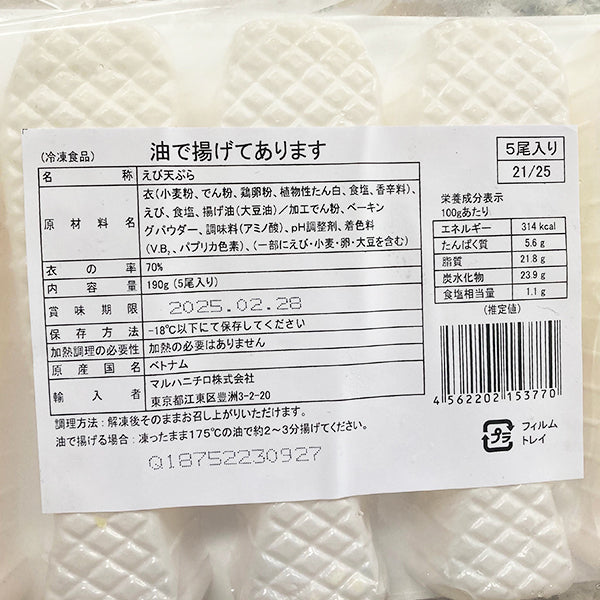 (冷凍食品)
油で揚げてあります
5尾入り
21/25
名称 えび天ぷら
原材料名 衣(小麦粉、でん粉、鶏卵粉、植物性たん白、食塩、香辛料)、
えび、食塩、揚げ油(大豆油)/加工でん粉、ベーキン
グパウダー、調味料(アミノ酸)、pH調整剤、着色料
(V.B₂、パプリカ色素)、(一部にえび・小麦・卵・大豆を含む)
衣の率 70%
内容量 190g (5尾入り)
賞味期限 2025.02.28
保存方法 -18℃以下にて保存してください
加熱調理の必要性 加熱の必要はありません
原産国名 ベトナム
輸入者 マルハニチロ株式会社
東京都江東区豊洲3-2-20
調理方法:解凍後そのままお召し上がりいただけます。
油で揚げる場合:凍ったまま175℃の油で約2~3分揚げてください。
Q18752230927
栄養成分表示
100gあたり
エネルギー 314 kcal
たんぱく質 5.6 g
脂質 21.8 g
炭水化物 23.9 g
食塩相当量 1.1 g
(推定値)
4562202153770
プラ
フィルム
トレイ